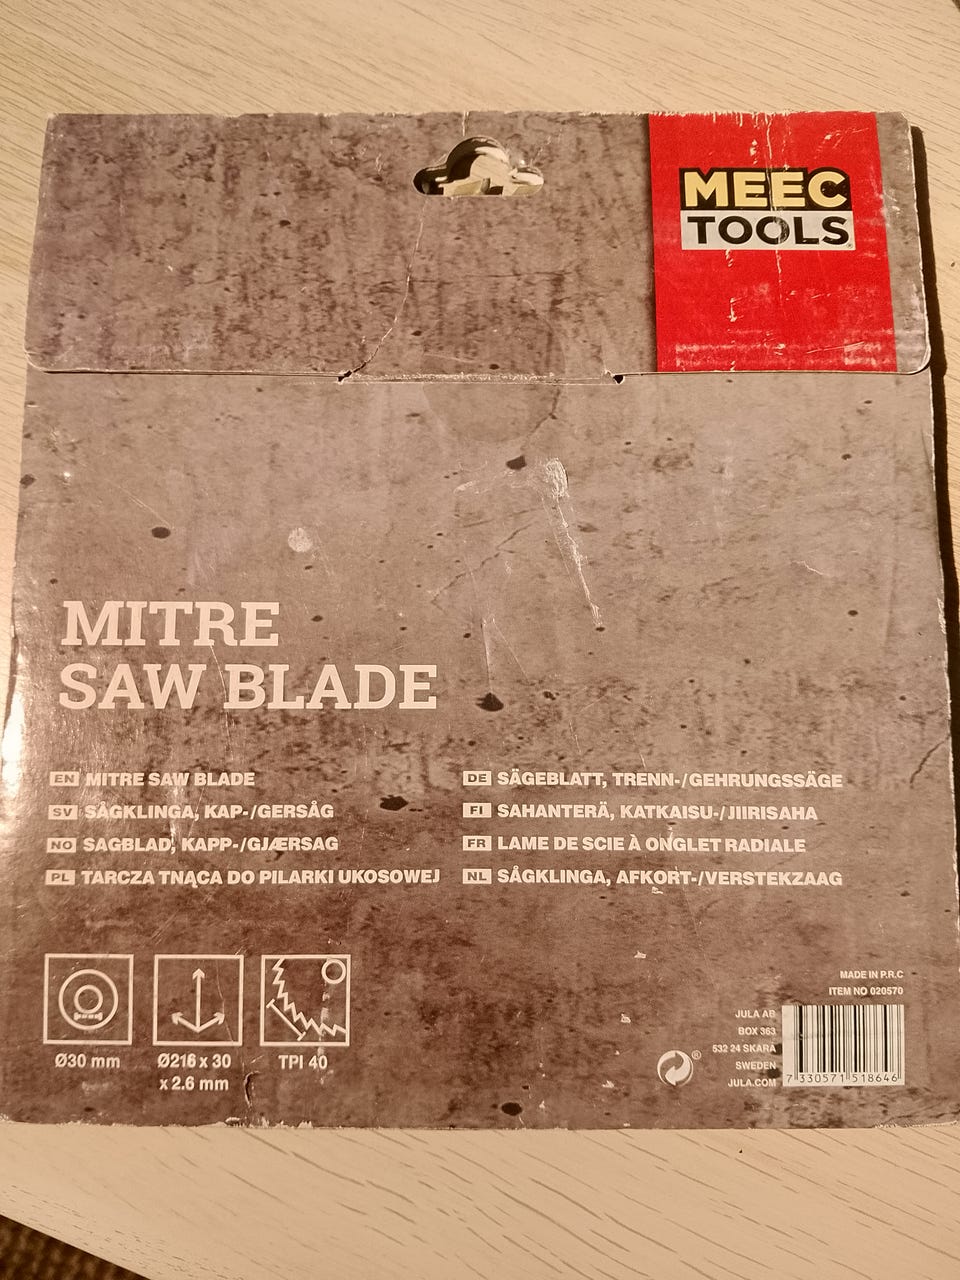 MEEC
TOOLS
MITRE
SAW BLADE
EN MITRE SAW BLADE
SV SÅGKLINGA, KAP-/GERSÅG
NO SAGBLAD, KAPP-/GJÆRSAG
PL TARCZA TNĄCA DO PILARKI UKOSOWEJ
DE SÄGEBLATT, TRENN-/GEHRUNGSSÄGE
FI SAHANTERÄ, KATKAISU-/JIIRISAHA
FR LAME DE SCIE À ONGLET RADIALE
NL SÅGKLINGA, AFKORT-/VERSTEKZAAG
Ø30 mm
Ø216 x 30
x 2.6 mm
TPI 40
MADE IN P.R.C
ITEM NO 020570
JULA AB
BOX 363
532 24 SKARA
SWEDEN
JULA.COM
®
7 330571 518646